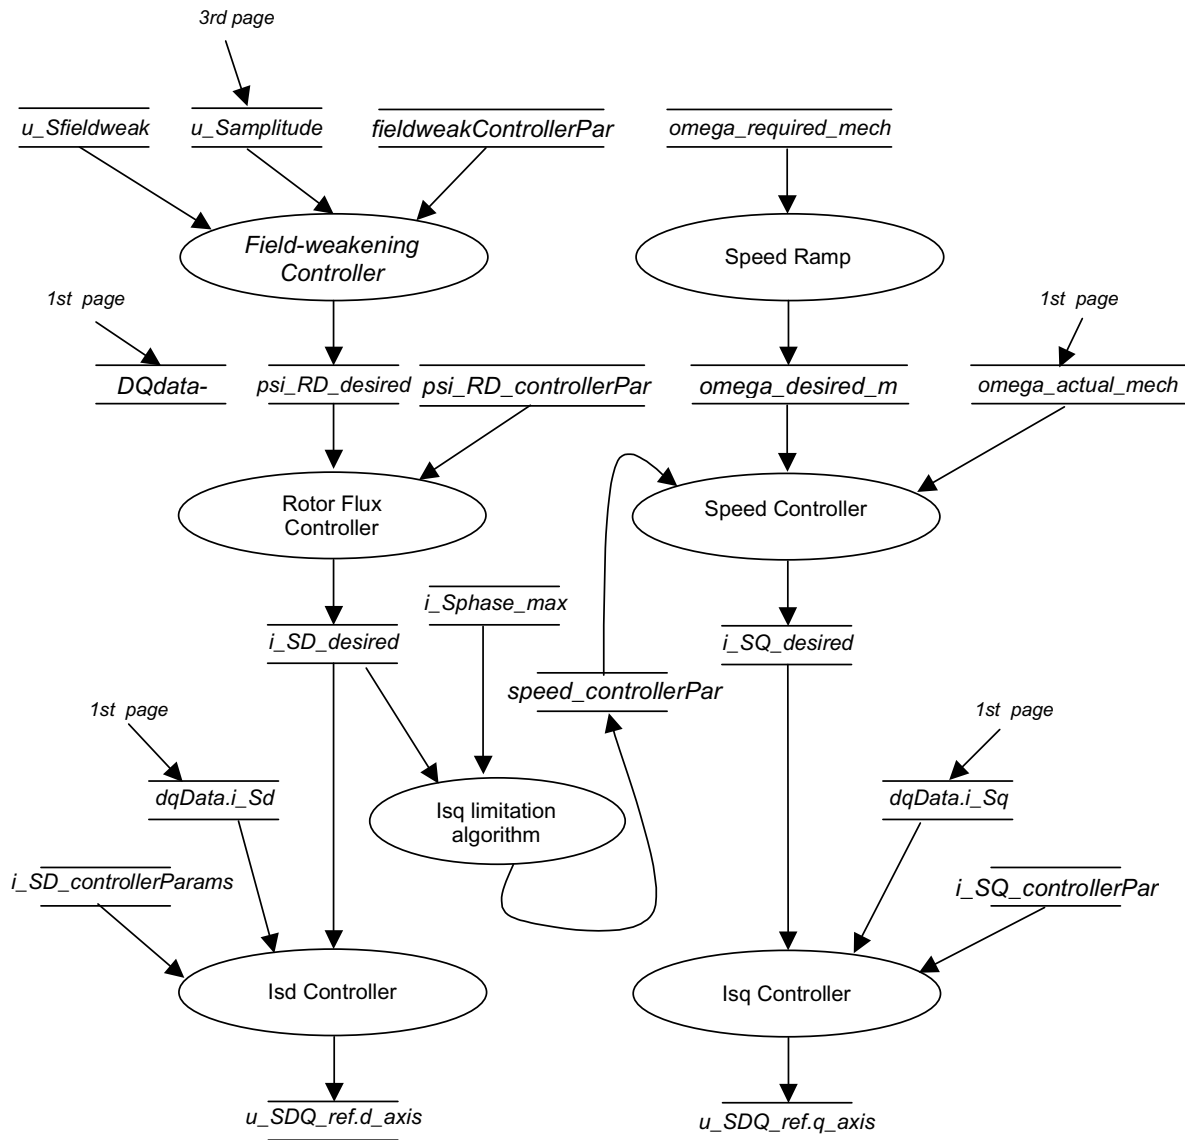 3rd page
u_Sfieldweak
u_Samplitude
fieldweakControllerPar
omega_required_mech
Field-weakening
Controller
Speed Ramp
1st page
1st page
DQdata-
psi_RD_desired
psi_RD_controllerPar
omega_desired_m
omega_actual_mech
Rotor Flux
Controller
Speed Controller
i_Sphase_max
i_SD_desired
i_SQ_desired
speed_controllerPar
1st page
1st page
dqData.i_Sd
Isq limitation
algorithm
dqData.i_Sq
i_SD_controllerParams
i_SQ_controllerPar
Isd Controller
Isq Controller
u_SDQ_ref.d_axis
u_SDQ_ref.q_axis